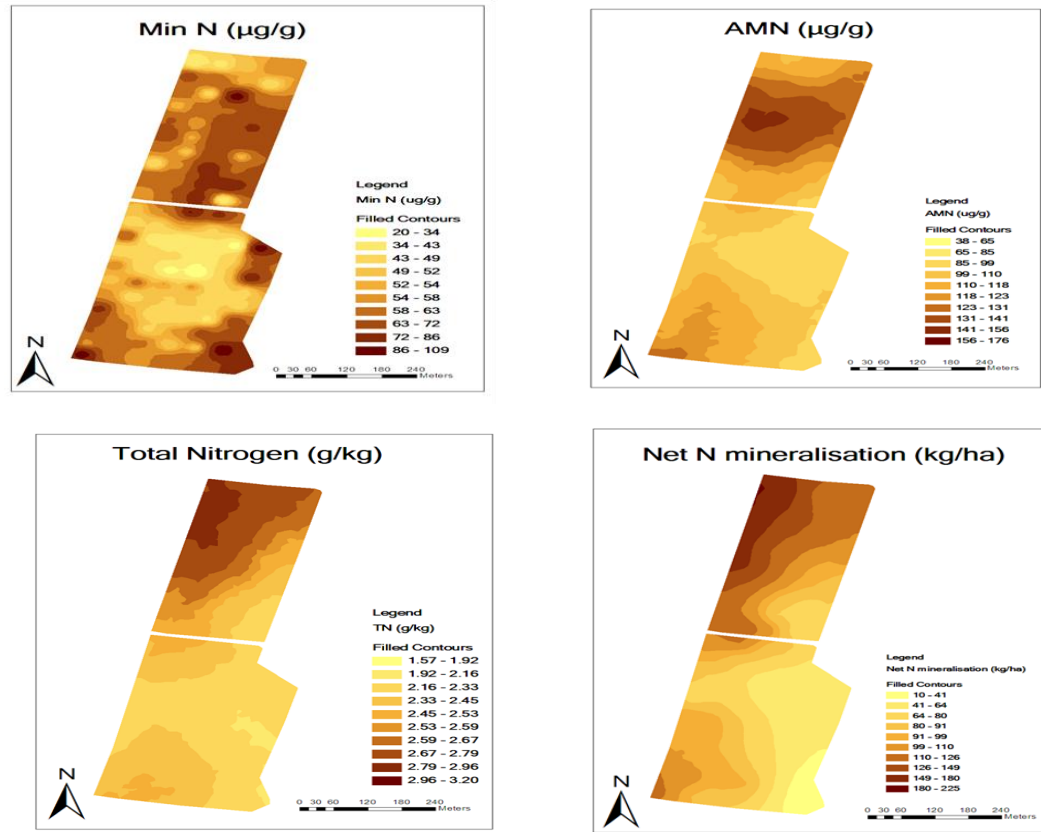 Min N (µg/g)
Legend
Min N (ug/g)
Filled Contours
20 - 34
34 - 43
43 - 49
49 - 52
52 - 54
54 - 58
58 - 63
63 - 72
72 - 86
86 - 109
N
0 30 60 120 180 240
Meters
AMN (µg/g)
Legend
AMN (ug/g)
Filled Contours
38 - 65
65 - 85
85 - 99
99 - 110
110 - 118
118 - 123
123 - 131
131 - 141
141 - 156
156 - 176
N
0 30 60 120 180 240
Meters
Total Nitrogen (g/kg)
Legend
TN (g/kg)
Filled Contours
1.57 - 1.92
1.92 - 2.16
2.16 - 2.33
2.33 - 2.45
2.45 - 2.53
2.53 - 2.59
2.59 - 2.67
2.67 - 2.79
2.79 - 2.96
2.96 - 3.20
N
0 30 60 120 180 240
Meters
Net N mineralisation (kg/ha)
Legend
Net N mineralisation (kg/ha)
Filled Contours
10 - 41
41 - 64
64 - 80
80 - 91
91 - 99
99 - 110
110 - 126
126 - 149
149 - 180
180 - 225
N
0 30 60 120 180 240
Meters